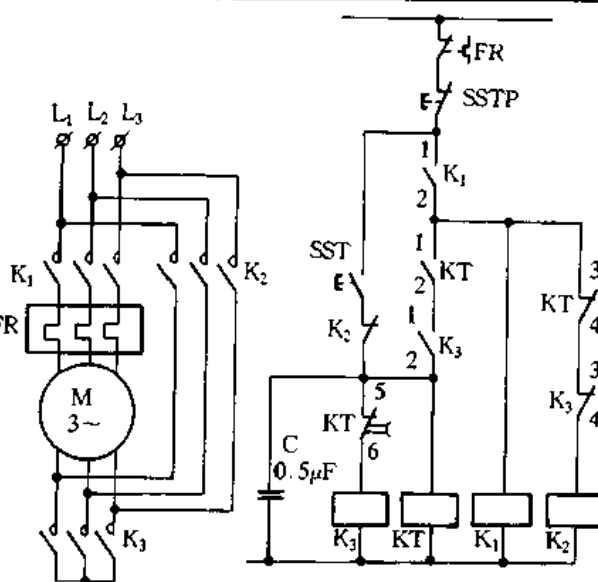 L₁ L₂ L₃
K₁
K₂
FR
M
3~
K₃
FR
SSTP
1
K₁
2
SST
1
KT
2
3
KT
4
K₂
1
K₃
2
3
K₃
4
5
KT
6
C
0.5μF
K₃ KT K₁ K₂